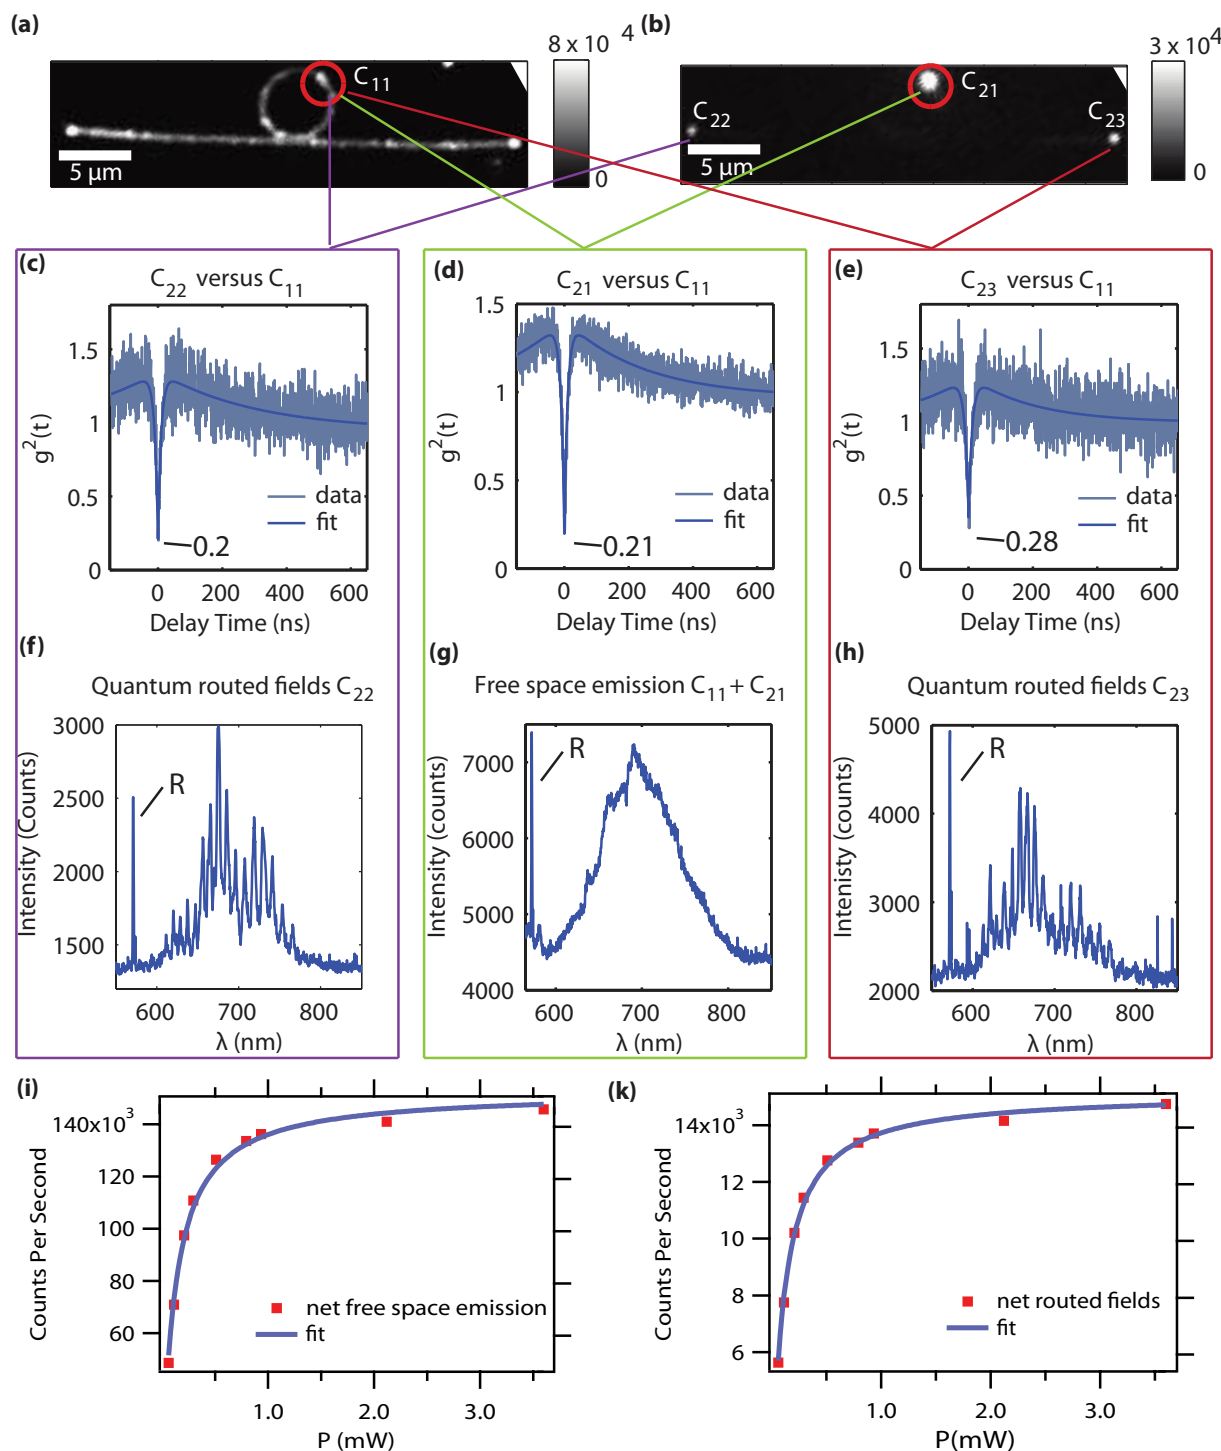 (a)
8 x 10 4
C11
5 μm
0
(b)
3 x 10 4
C21
C22
C23
5 μm
0
(c)
C22 versus C11
g2(t)
1.5
1
0.5
0
data
fit
0.2
0 200 400 600
Delay Time (ns)
(d)
C21 versus C11
g2(t)
1.5
1
0.5
0
data
fit
0.21
0 200 400 600
Delay Time (ns)
(e)
C23 versus C11
g2(t)
1.5
1
0.5
0
data
fit
0.28
0 200 400 600
Delay Time (ns)
(f)
Quantum routed fields C22
Intensity (Counts)
3000
2500
2000
1500
R
600 700 800
λ (nm)
(g)
Free space emission C11 + C21
Intensity (counts)
7000
6000
5000
4000
R
600 700 800
λ (nm)
(h)
Quantum routed fields C23
Intenisty (counts)
5000
4000
3000
2000
R
600 700 800
λ (nm)
(i)
Counts Per Second
140x103
120
100
80
60
net free space emission
fit
1.0 2.0 3.0
P (mW)
(k)
Counts Per Second
14x103
12
10
8
6
net routed fields
fit
1.0 2.0 3.0
P(mW)